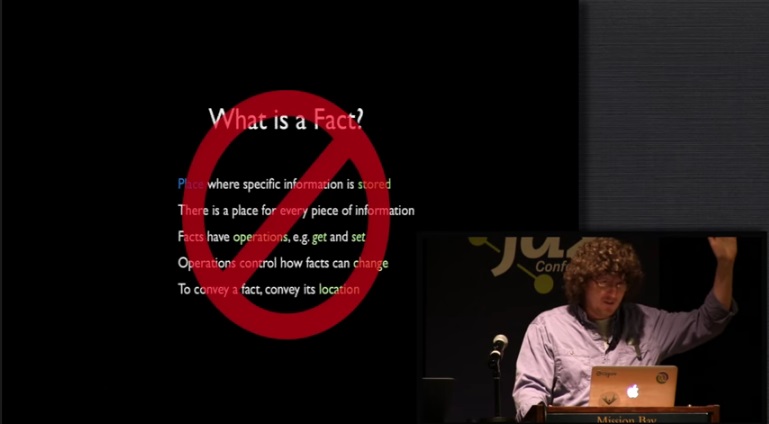 What is a Fact?
Place where specific information is stored
There is a place for every piece of information
Facts have operations, e.g. get and set
Operations control how facts can change
To convey a fact, convey its location
Conf
Mission Bay